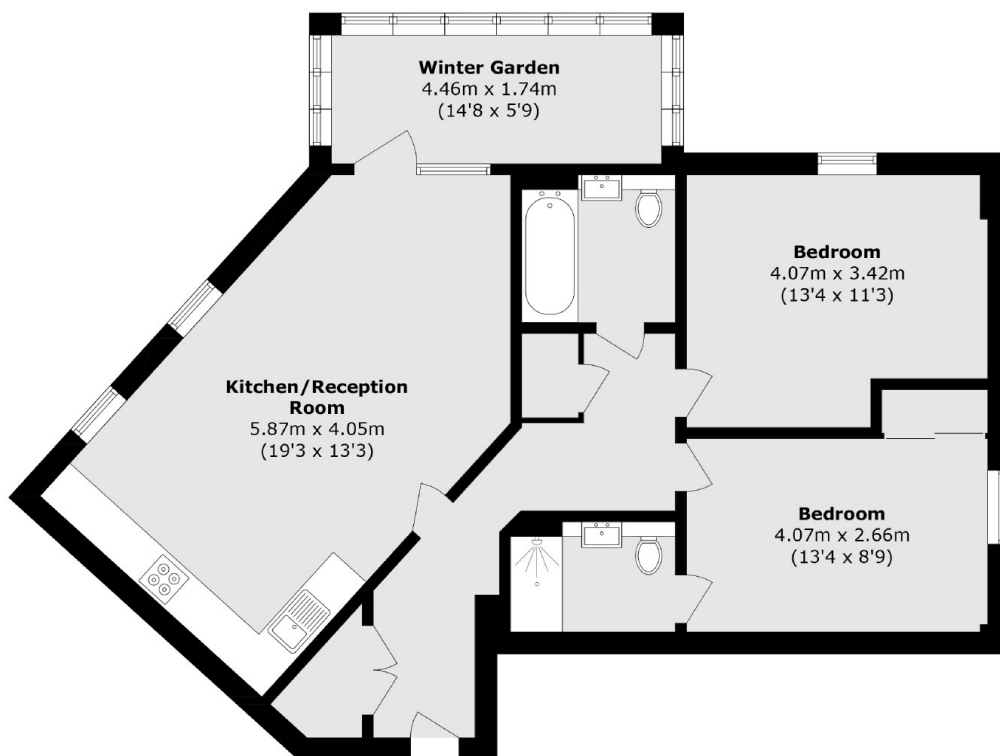 Winter Garden
4.46m x 1.74m
(14'8 x 5'9)
Bedroom
4.07m x 3.42m
(13'4 x 11'3)
Kitchen/Reception
Room
5.87m x 4.05m
(19'3 x 13'3)
Bedroom
4.07m x 2.66m
(13'4 x 8'9)